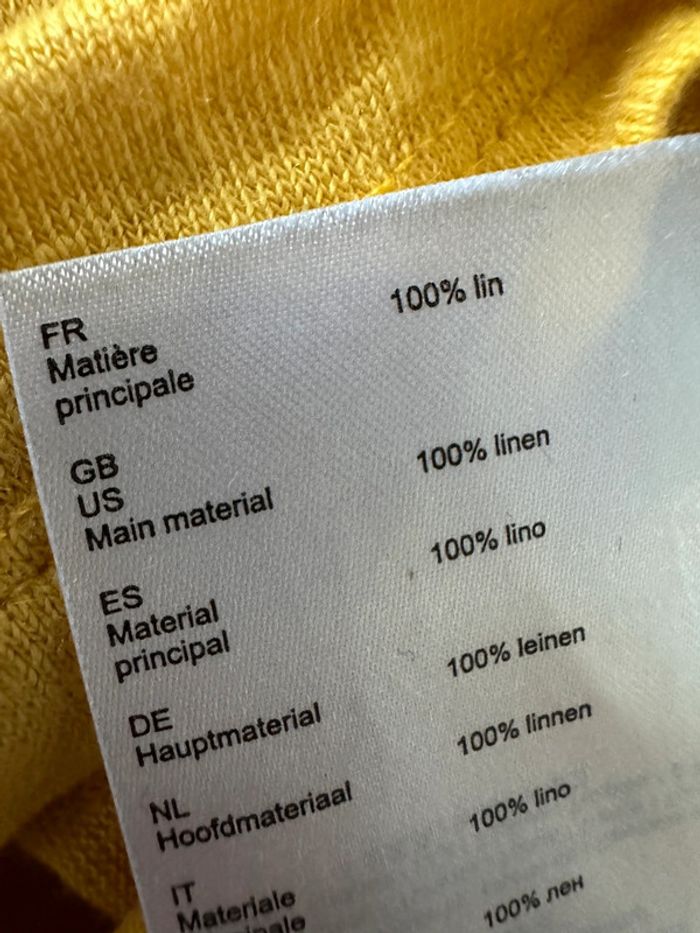 FR
100% lin
Matière
principale
GB
US
100% linen
Main material
100% lino
ES
Material
principal
100% leinen
DE
Hauptmaterial
100% linnen
NL
Hoofdmateriaal
100% lino
IT
Materiale
100% лен